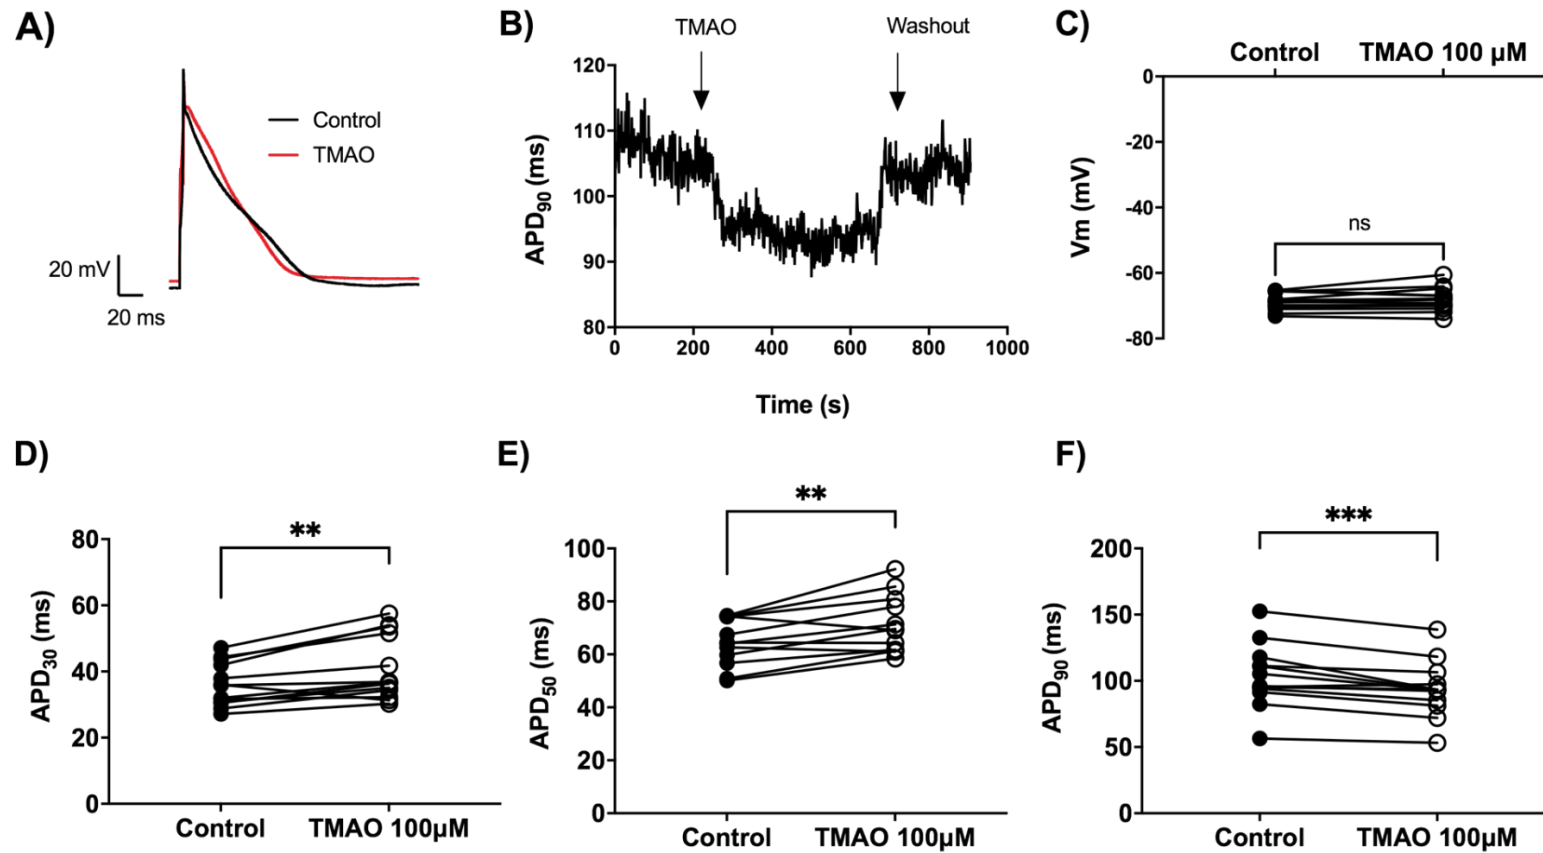 A)
Control
TMAO
20 mV
20 ms
B)
TMAO
Washout
120
110
100
90
80
APD90 (ms)
0
200
400
600
800
1000
Time (s)
C)
Control
TMAO 100 µM
0
-20
-40
-60
-80
Vm (mV)
ns
D)
**
80
60
40
20
0
APD30 (ms)
Control
TMAO 100µM
E)
**
100
80
60
40
20
0
APD50 (ms)
Control
TMAO 100µM
F)
***
200
150
100
50
0
APD90 (ms)
Control
TMAO 100µM